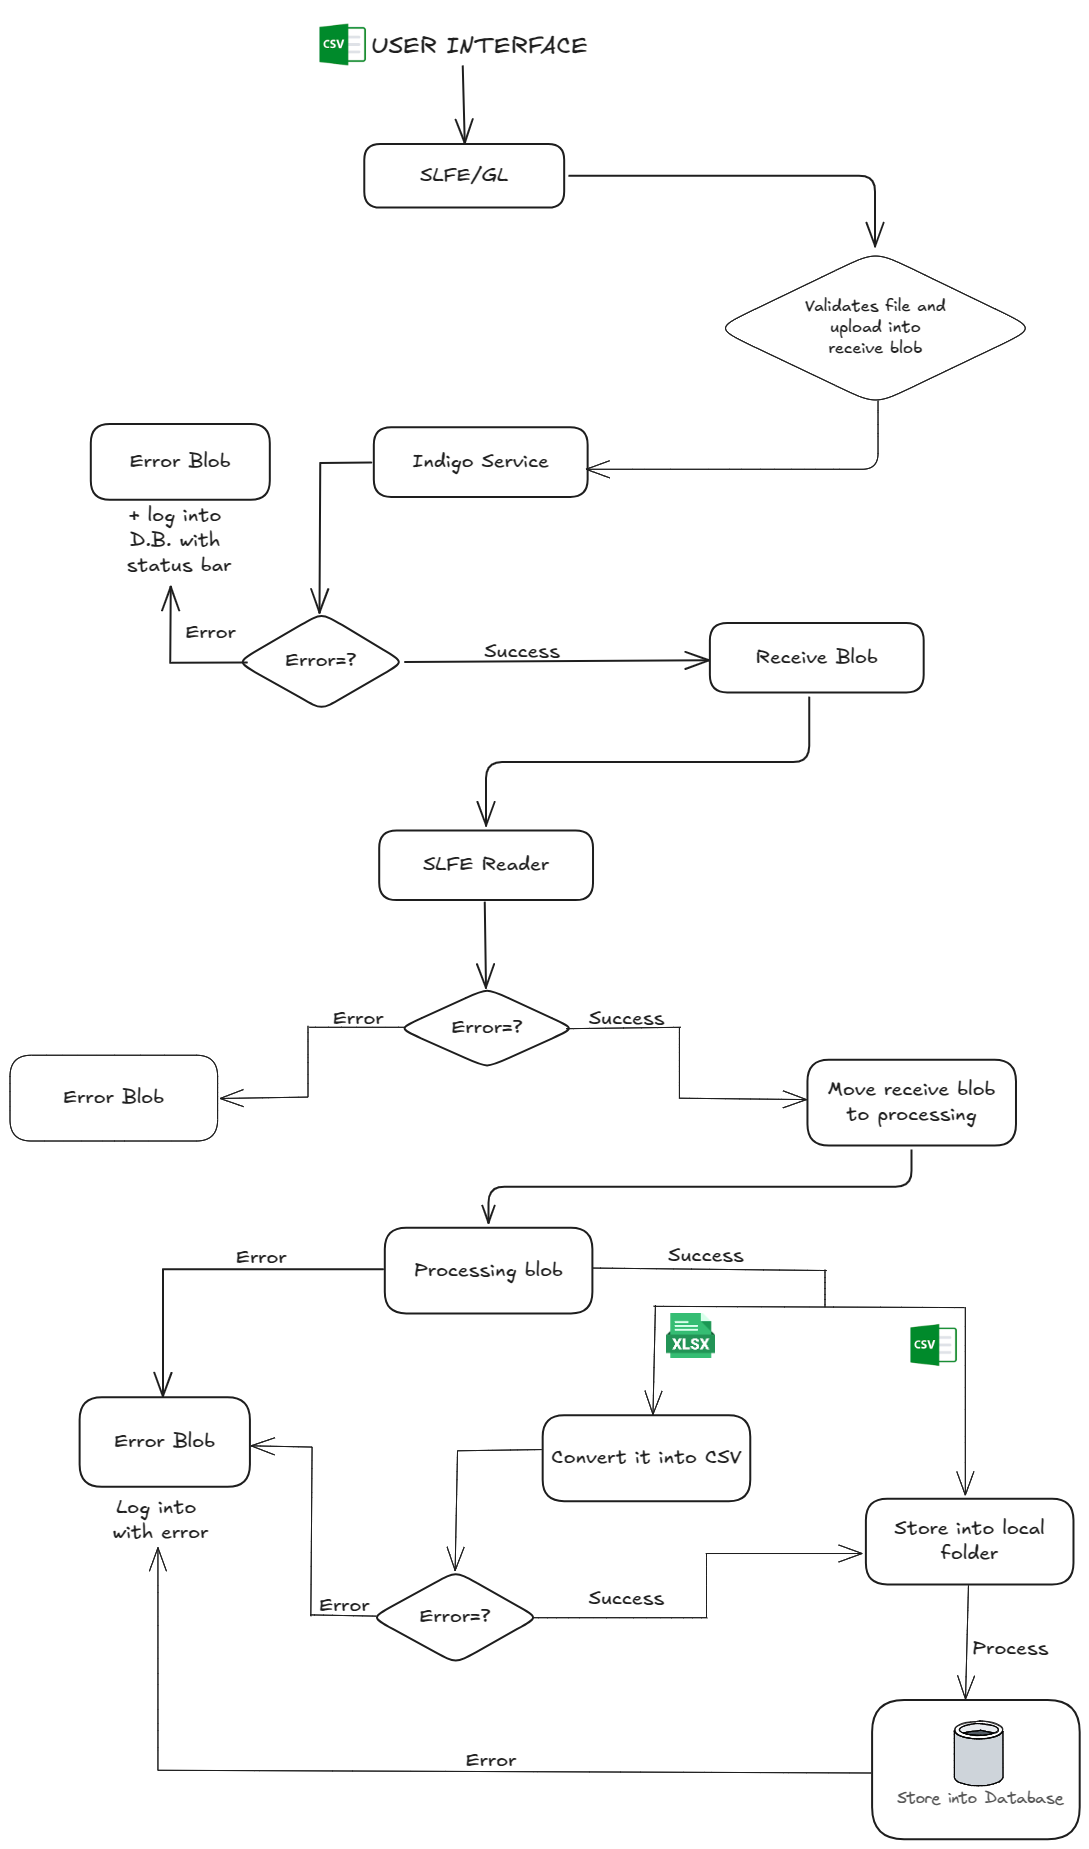 CSV
USER INTERFACE
SLFE/GL
Validates file and
upload into
receive blob
Error Blob
Indigo Service
+ log into
D.B. with
status bar
Error
Error=?
Success
Receive Blob
SLFE Reader
Error
Error=?
Success
Error Blob
Move receive blob
to processing
Error
Processing blob
Success
XLSX
CSV
Error Blob
Convert it into CSV
Log into
with error
Store into local
folder
Error
Error=?
Success
Process
Error
Store into Database